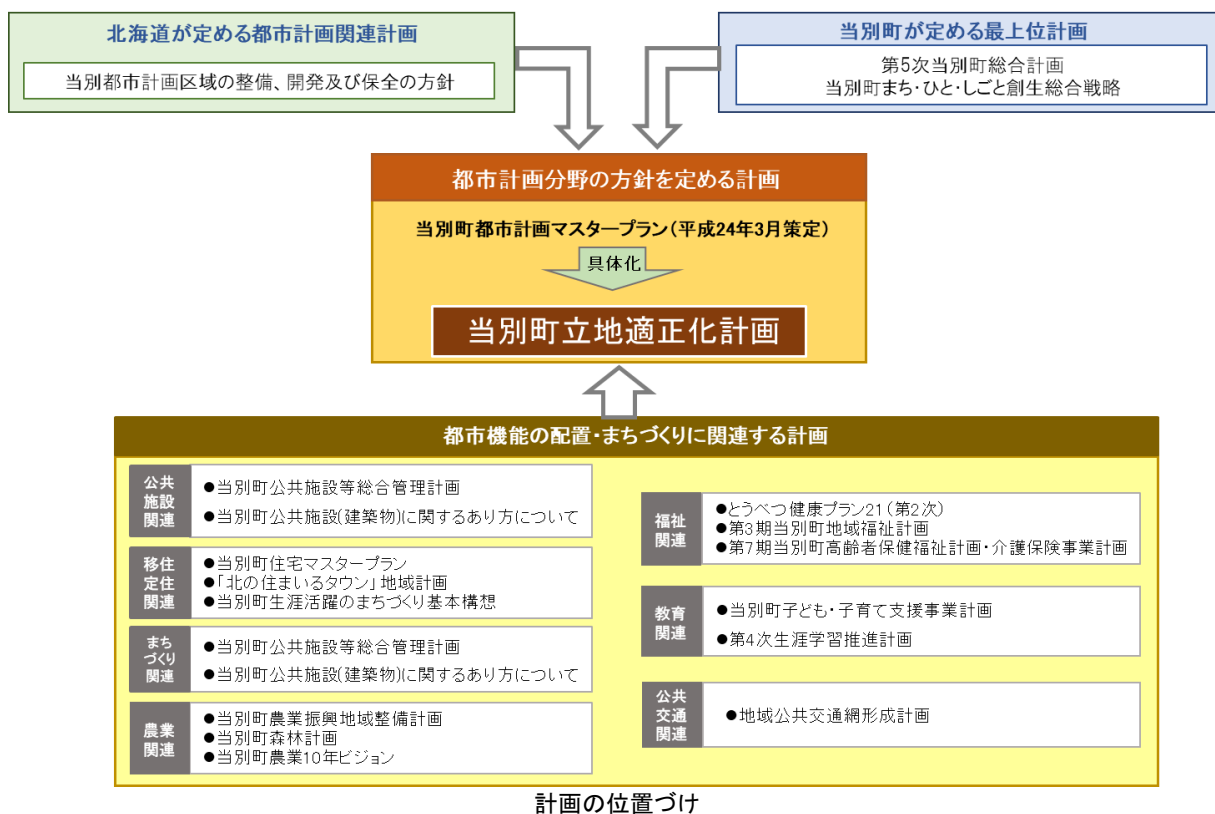 北海道が定める都市計画関連計画
当別都市計画区域の整備、開発及び保全の方針
当別町が定める最上位計画
第5次当別町総合計画
当別町まち・ひと・しごと創生総合戦略
都市計画分野の方針を定める計画
当別町都市計画マスタープラン(平成24年3月策定)
具体化
当別町立地適正化計画
都市機能の配置・まちづくりに関連する計画
公共
施設
関連
●当別町公共施設等総合管理計画
●当別町公共施設(建築物)に関するあり方について
移住
定住
関連
●当別町住宅マスタープラン
●「北の住まいるタウン」地域計画
●当別町生涯活躍のまちづくり基本構想
まち
づくり
関連
●当別町公共施設等総合管理計画
●当別町公共施設(建築物)に関するあり方について
農業
関連
●当別町農業振興地域整備計画
●当別町森林計画
●当別町農業10年ビジョン
福祉
関連
●とうべつ健康プラン21(第2次)
●第3期当別町地域福祉計画
●第7期当別町高齢者保健福祉計画・介護保険事業計画
教育
関連
●当別町子ども・子育て支援事業計画
●第4次生涯学習推進計画
公共
交通
関連
●地域公共交通網形成計画
計画の位置づけ